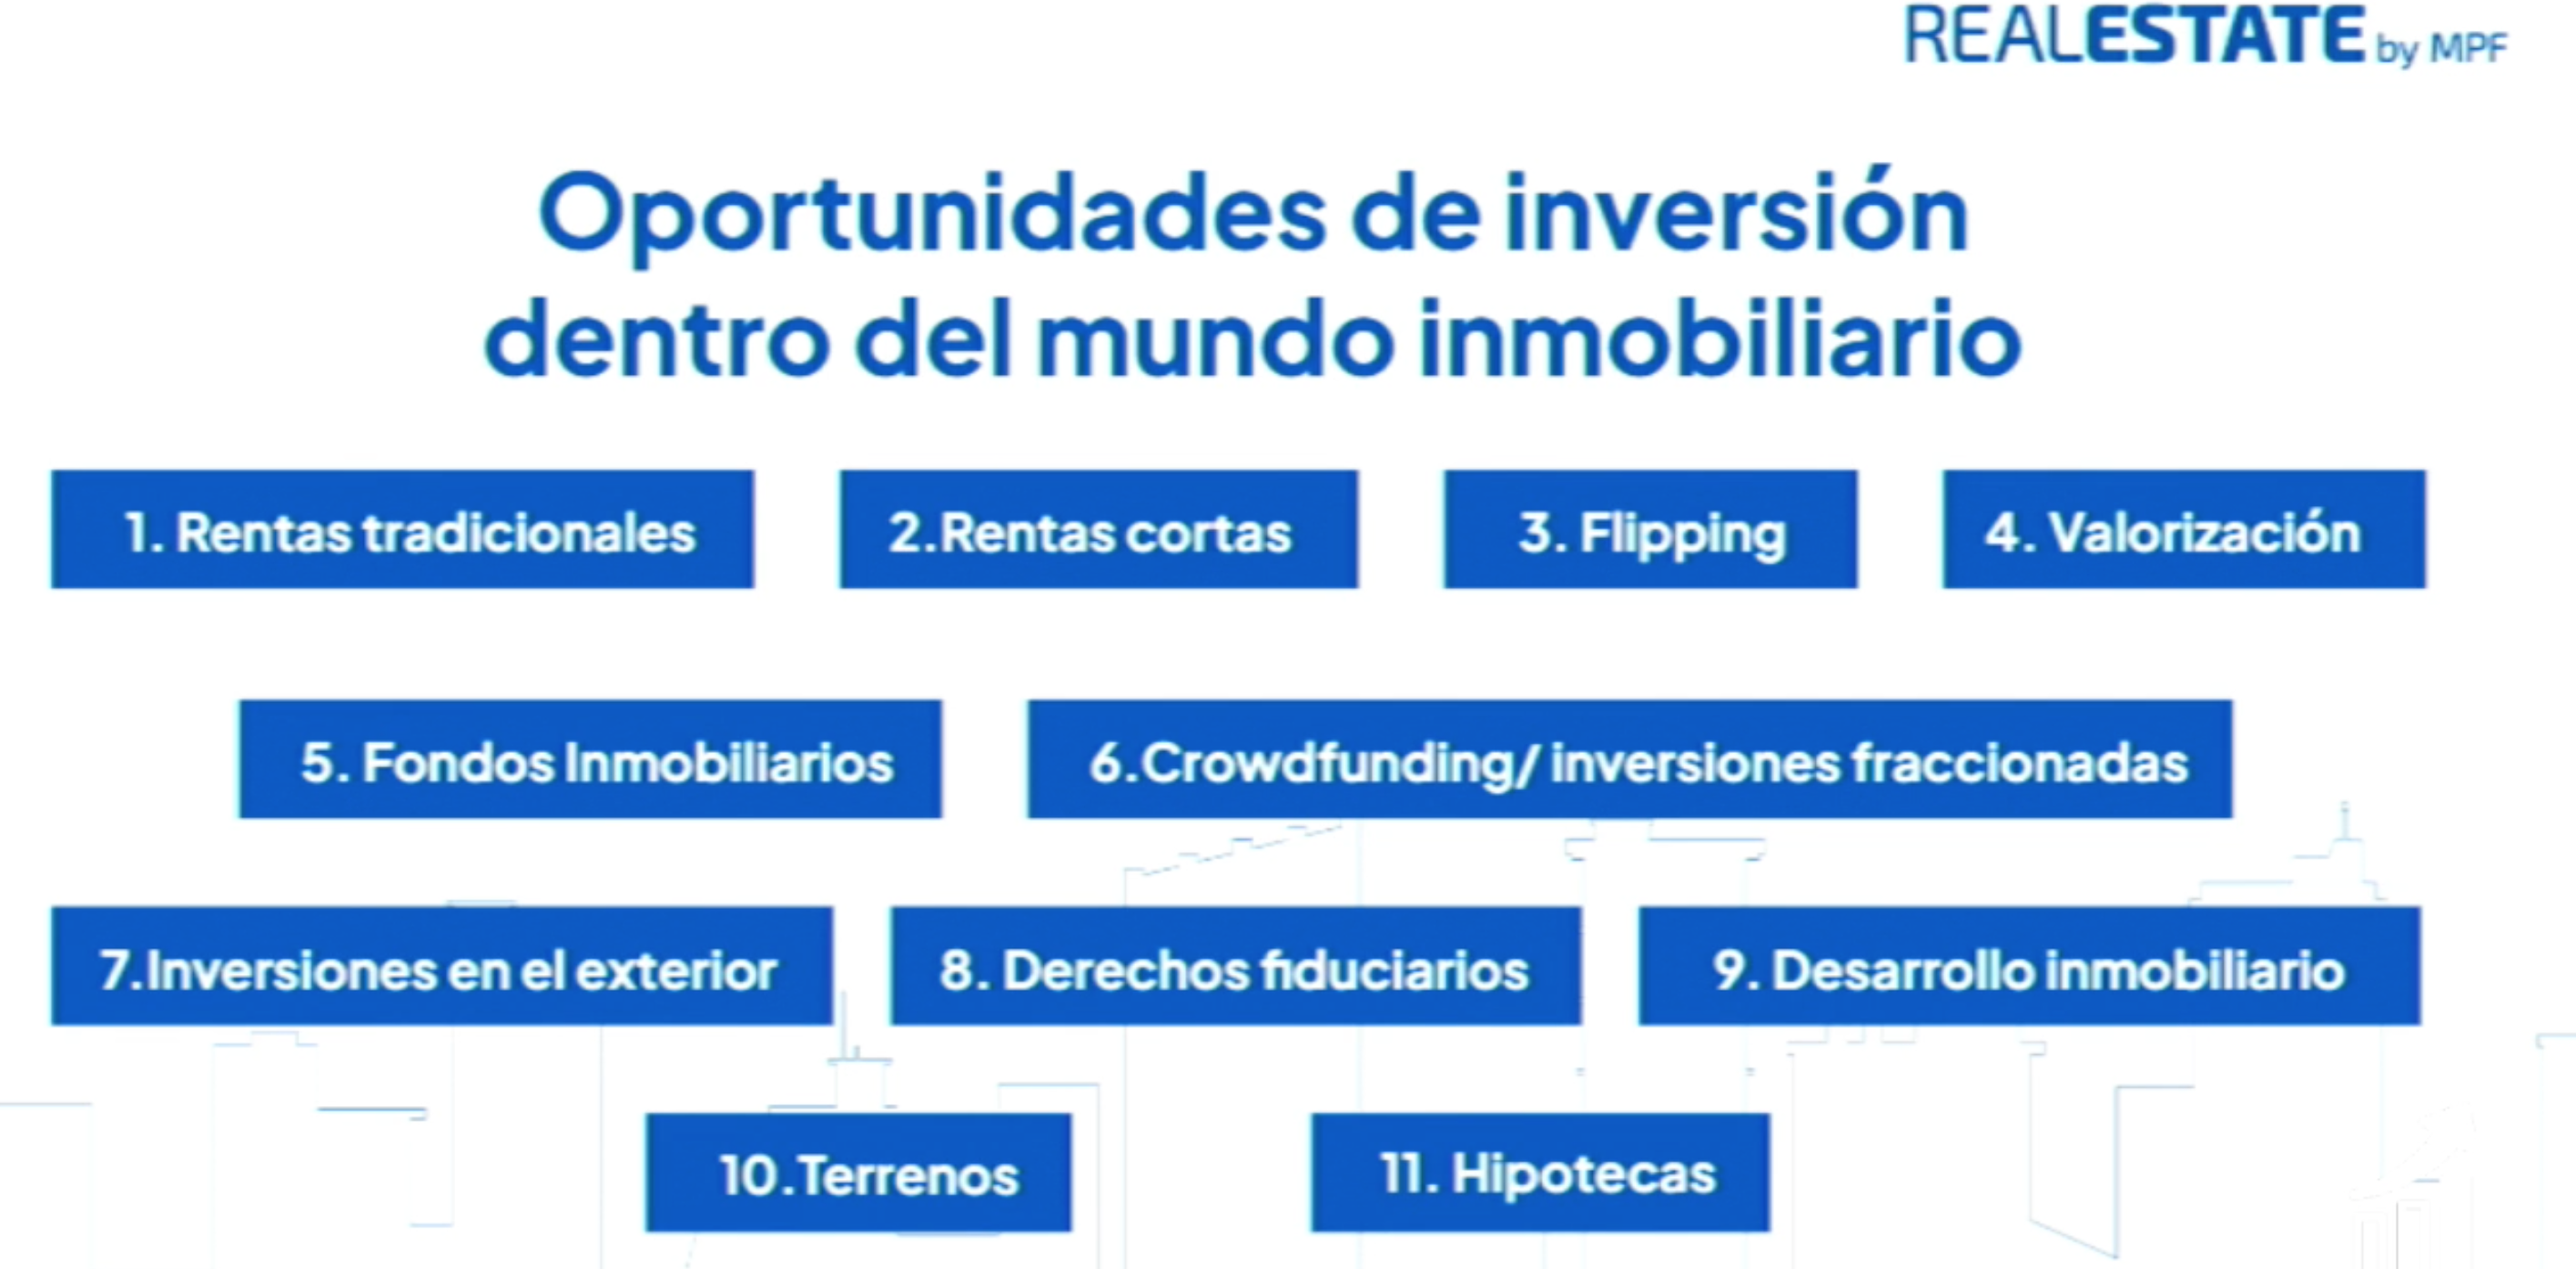 REALESTATE by MPF
Oportunidades de inversión
dentro del mundo inmobiliario
1. Rentas tradicionales
2.Rentas cortas
3. Flipping
4. Valorización
5. Fondos Inmobiliarios
6.Crowdfunding/ inversiones fraccionadas
7.Inversiones en el exterior
8. Derechos fiduciarios
9. Desarrollo inmobiliario
10.Terrenos
11. Hipotecas